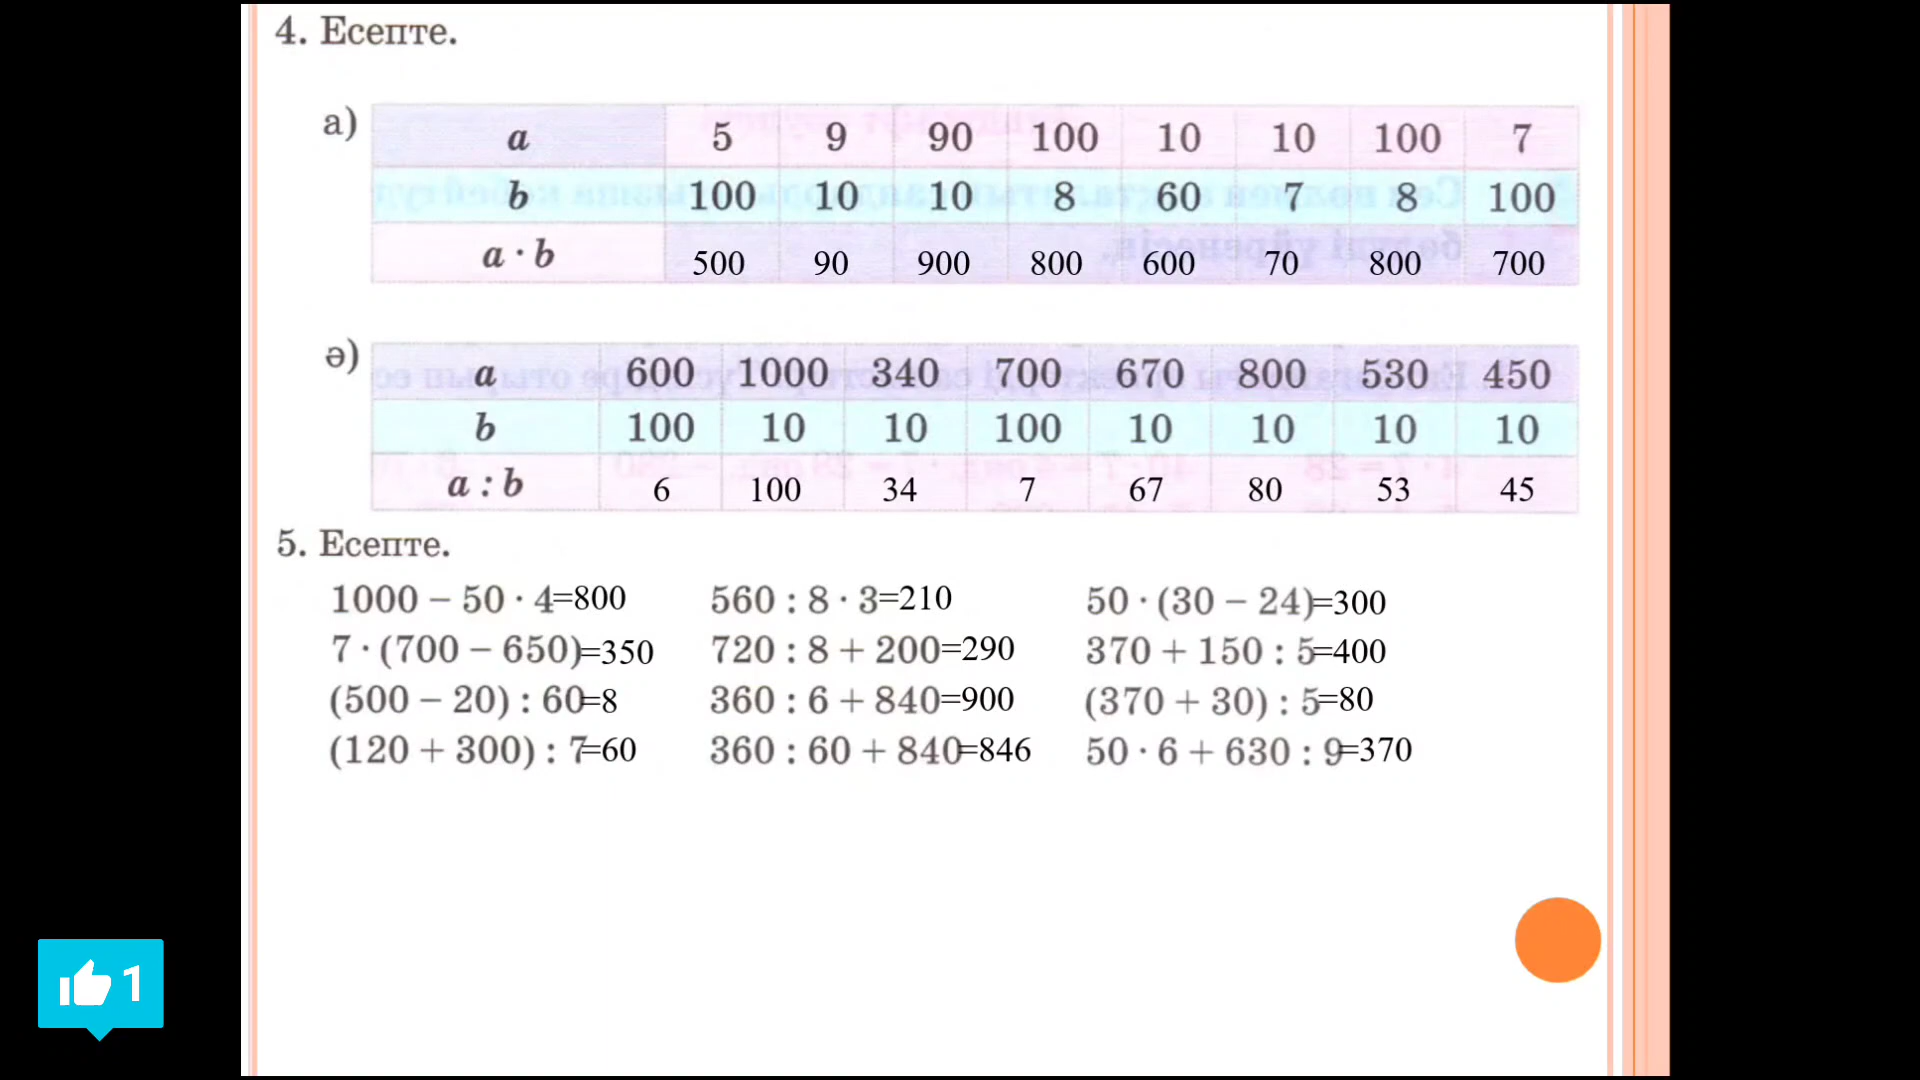 4. Есепте.
а)
a 5 9 90 100 10 10 100 7
b 100 10 10 8 60 7 8 100
a · b 500 90 900 800 600 70 800 700
ә)
a 600 1000 340 700 670 800 530 450
b 100 10 10 100 10 10 10 10
a : b 6 100 34 7 67 80 53 45
5. Есепте.
1000 – 50 · 4=800 560 : 8 · 3=210 50 · (30 – 24)=300
7 · (700 – 650)=350 720 : 8 + 200=290 370 + 150 : 5=400
(500 – 20) : 60=8 360 : 6 + 840=900 (370 + 30) : 5=80
(120 + 300) : 7=60 360 : 60 + 840=846 50 · 6 + 630 : 9=370
1